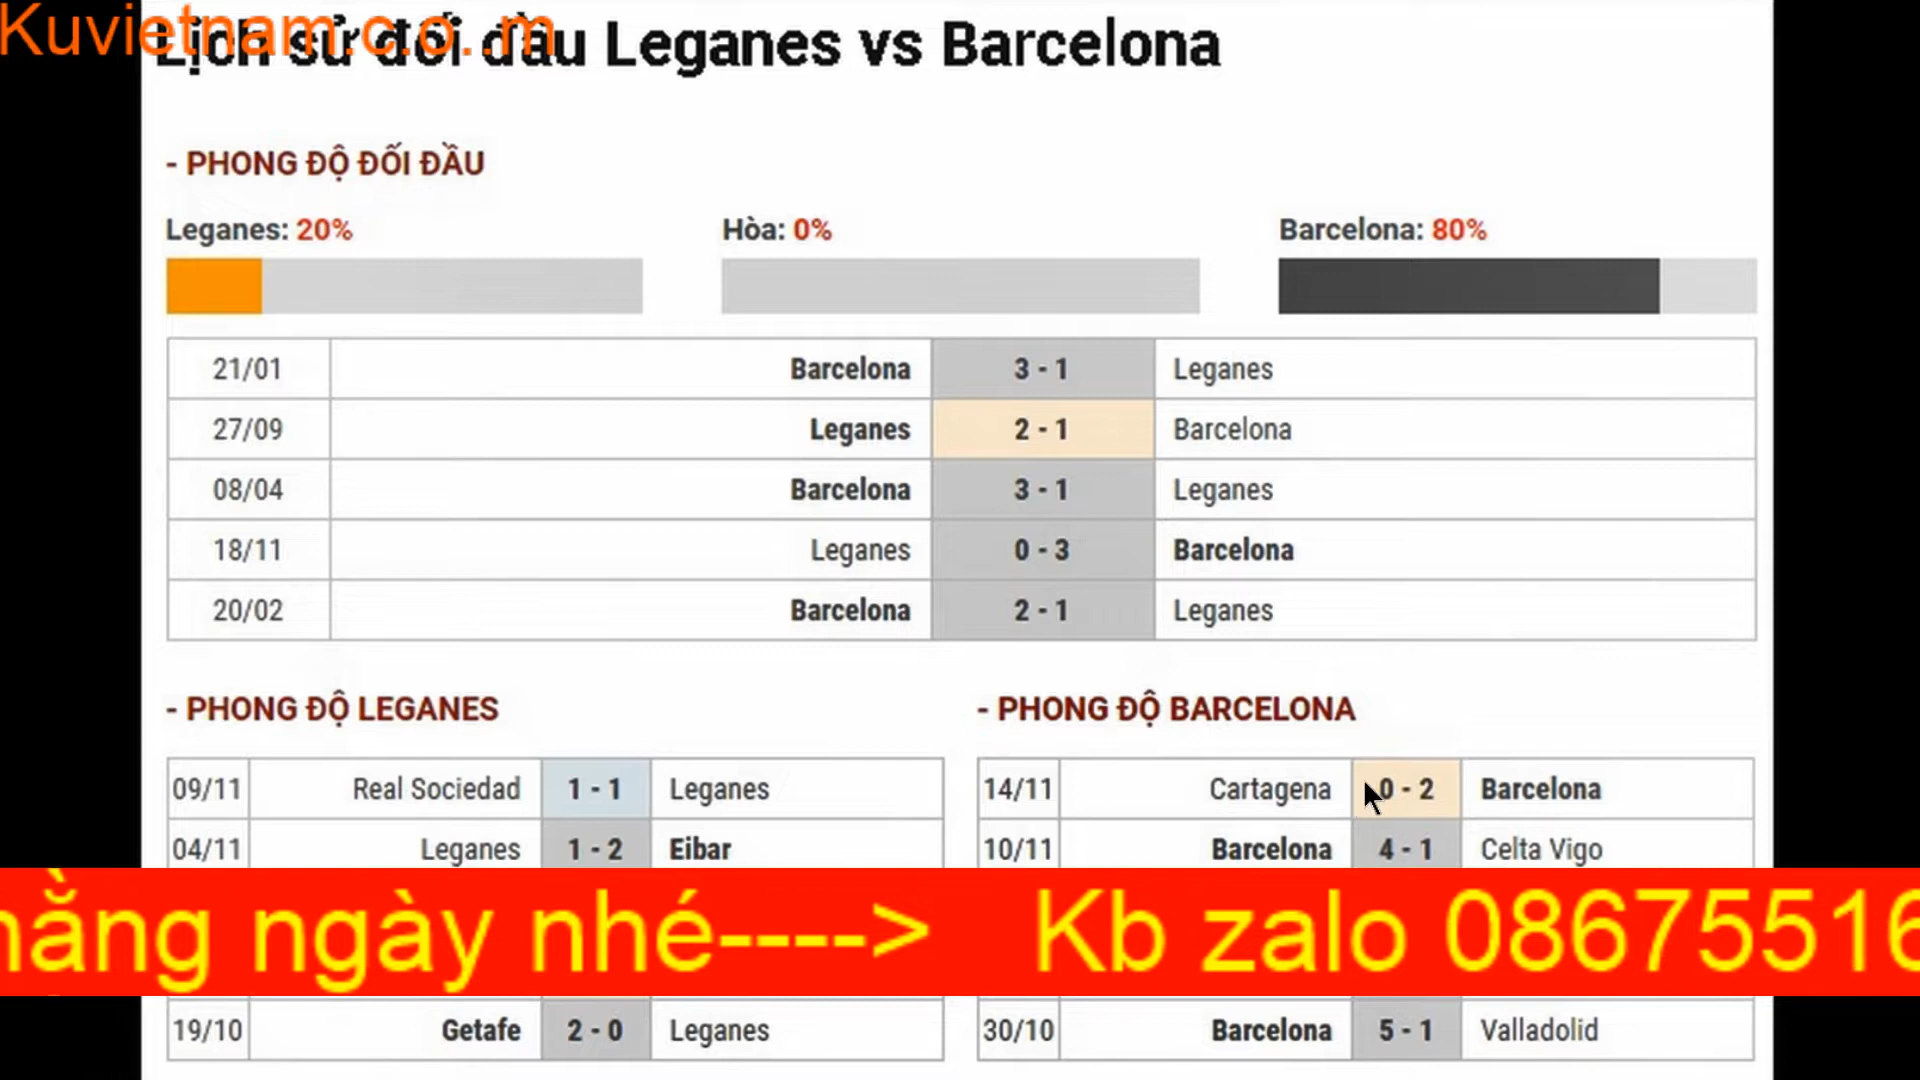 Kuvietnam.c.o..m
Lịch sử đối đầu Leganes vs Barcelona
- PHONG ĐỘ ĐỐI ĐẦU
Leganes: 20% Hòa: 0% Barcelona: 80%
21/01 Barcelona 3 - 1 Leganes
27/09 Leganes 2 - 1 Barcelona
08/04 Barcelona 3 - 1 Leganes
18/11 Leganes 0 - 3 Barcelona
20/02 Barcelona 2 - 1 Leganes
- PHONG ĐỘ LEGANES
09/11 Real Sociedad 1 - 1 Leganes
04/11 Leganes 1 - 2 Eibar
19/10 Getafe 2 - 0 Leganes
- PHONG ĐỘ BARCELONA
14/11 Cartagena 0 - 2 Barcelona
10/11 Barcelona 4 - 1 Celta Vigo
30/10 Barcelona 5 - 1 Valladolid
ngày nhé----> Kb zalo 08675516